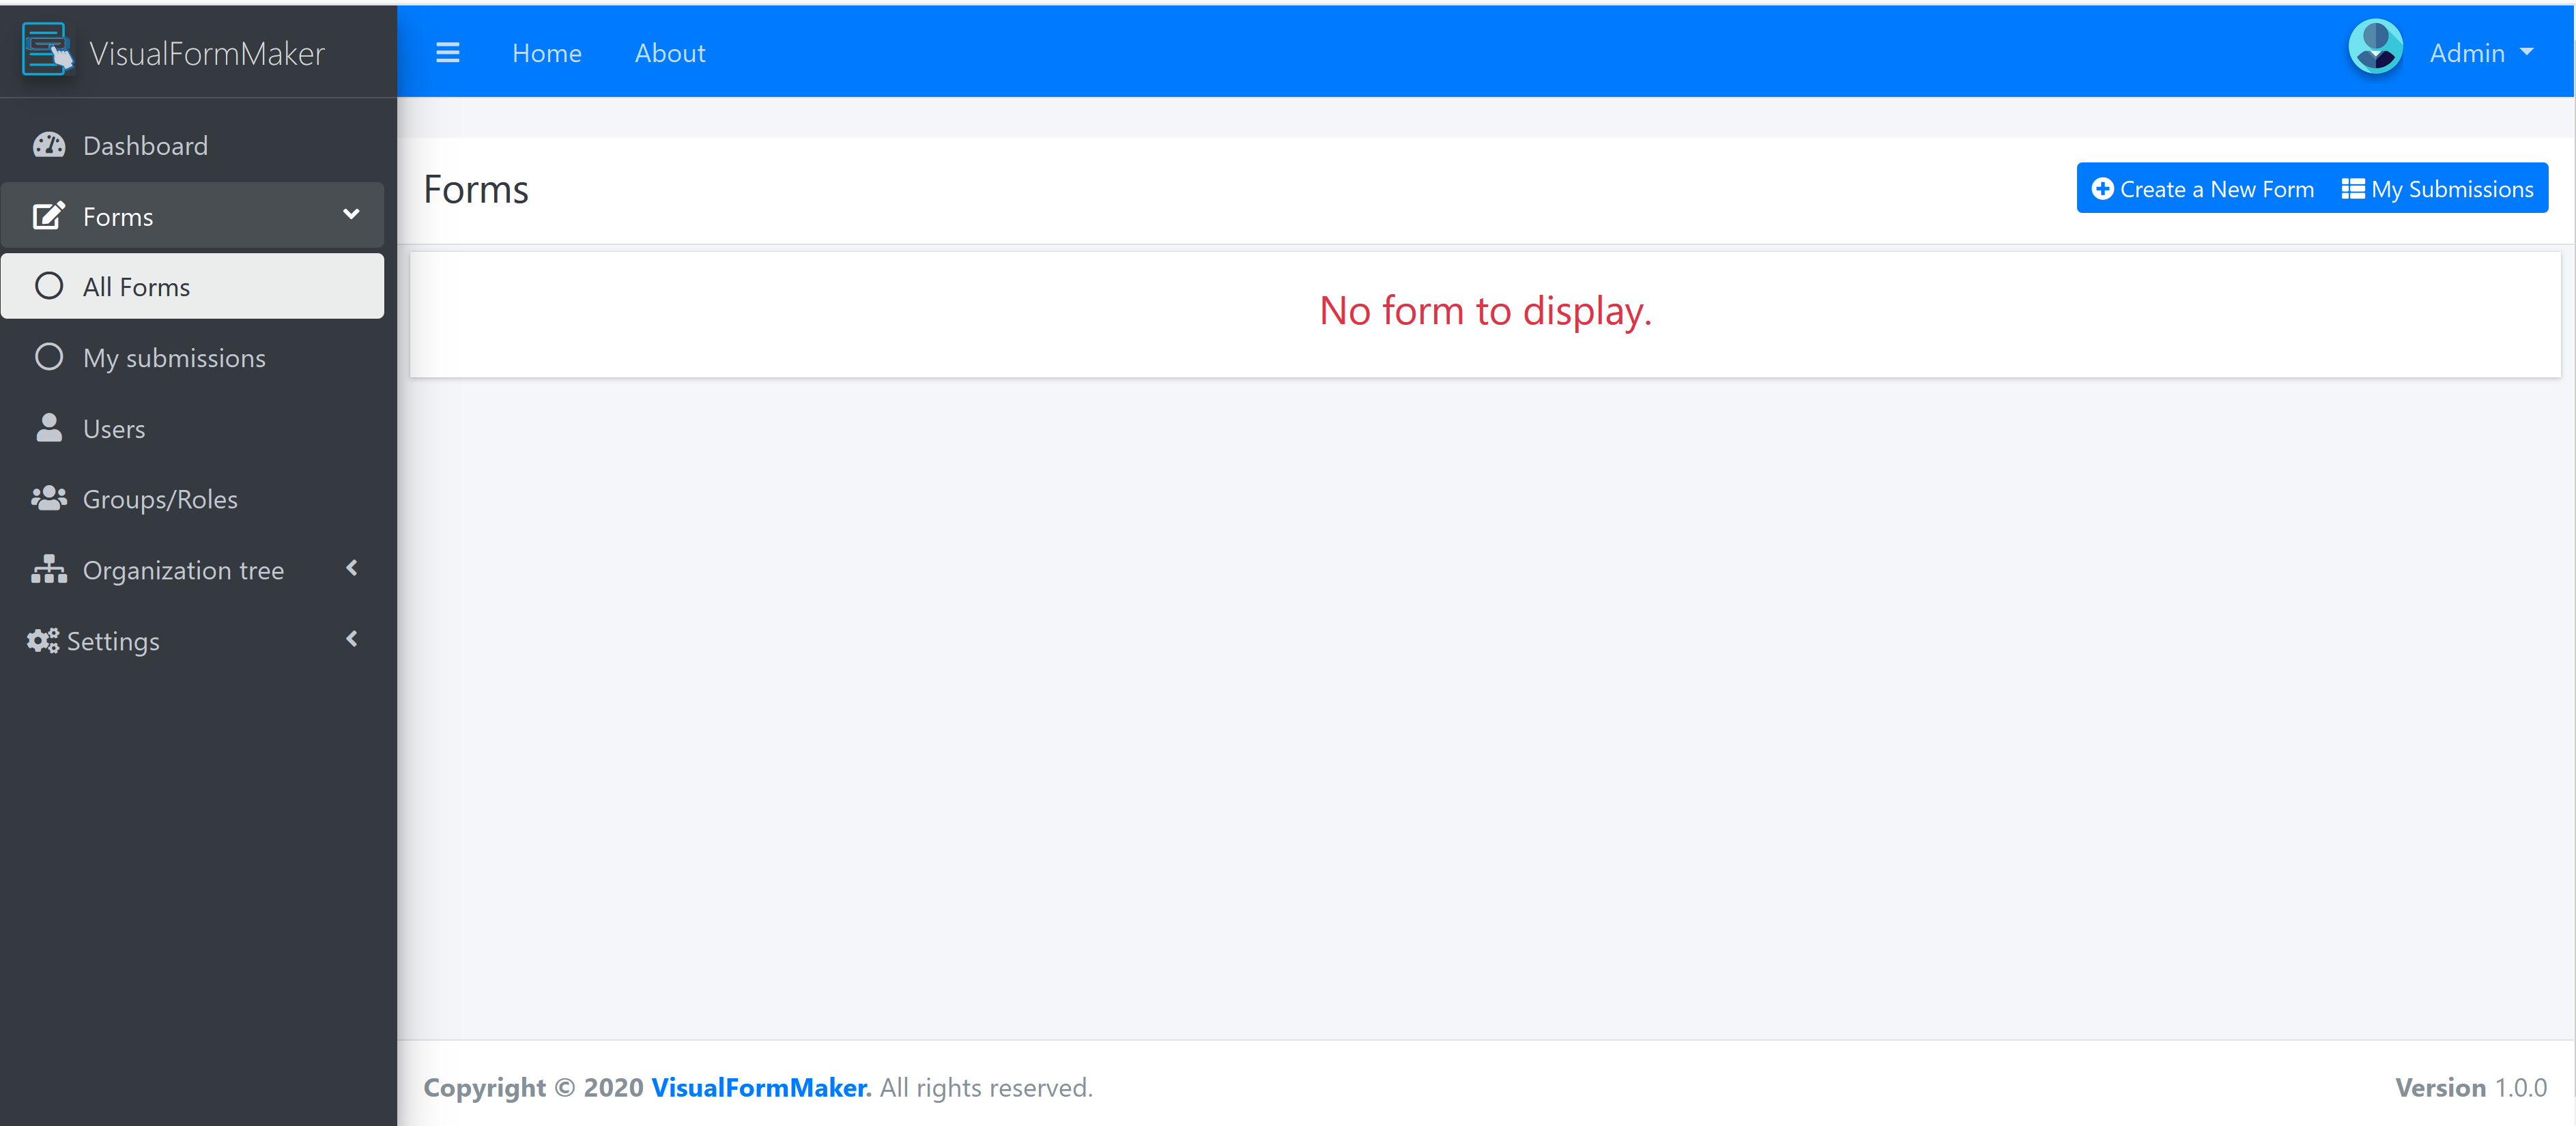 VisualFormMaker
Home
About
Admin
Dashboard
Forms
All Forms
My submissions
Users
Groups/Roles
Organization tree
Settings
Forms
Create a New Form
My Submissions
No form to display.
Copyright © 2020 VisualFormMaker. All rights reserved.
Version 1.0.0